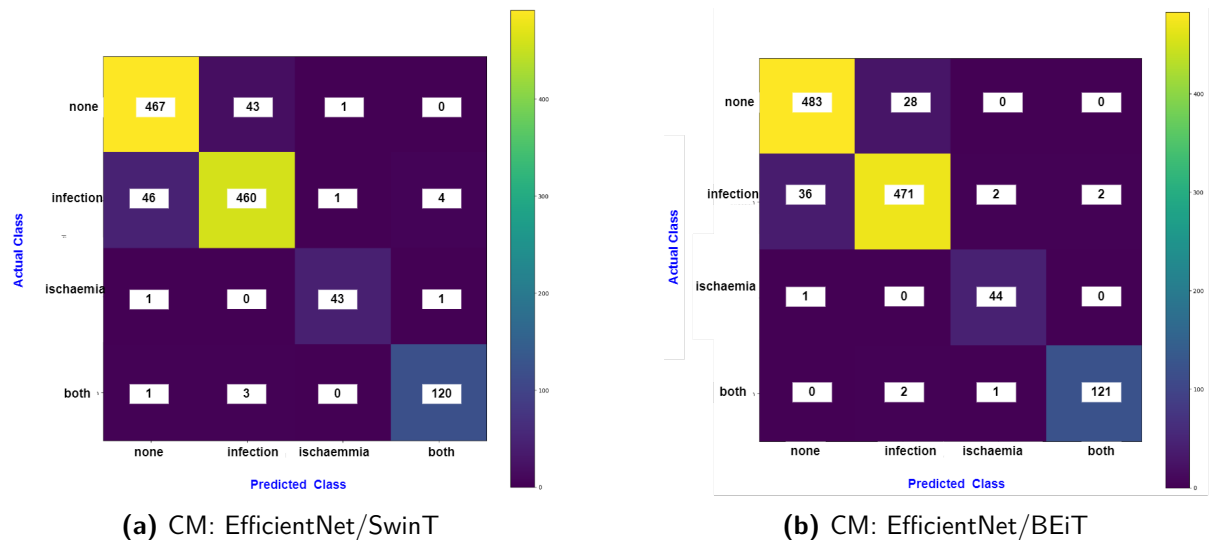 none 467 43 1 0
infection 46 460 1 4
ischaemia 1 0 43 1
both 1 3 0 120
none infection ischaemmia both
Actual Class
Predicted Class
400
300
200
100
0
(a) CM: EfficientNet/SwinT
none 483 28 0 0
infection 36 471 2 2
ischaemia 1 0 44 0
both 0 2 1 121
none infection ischaemia both
Actual Class
Predicted Class
400
300
200
100
0
(b) CM: EfficientNet/BEiT